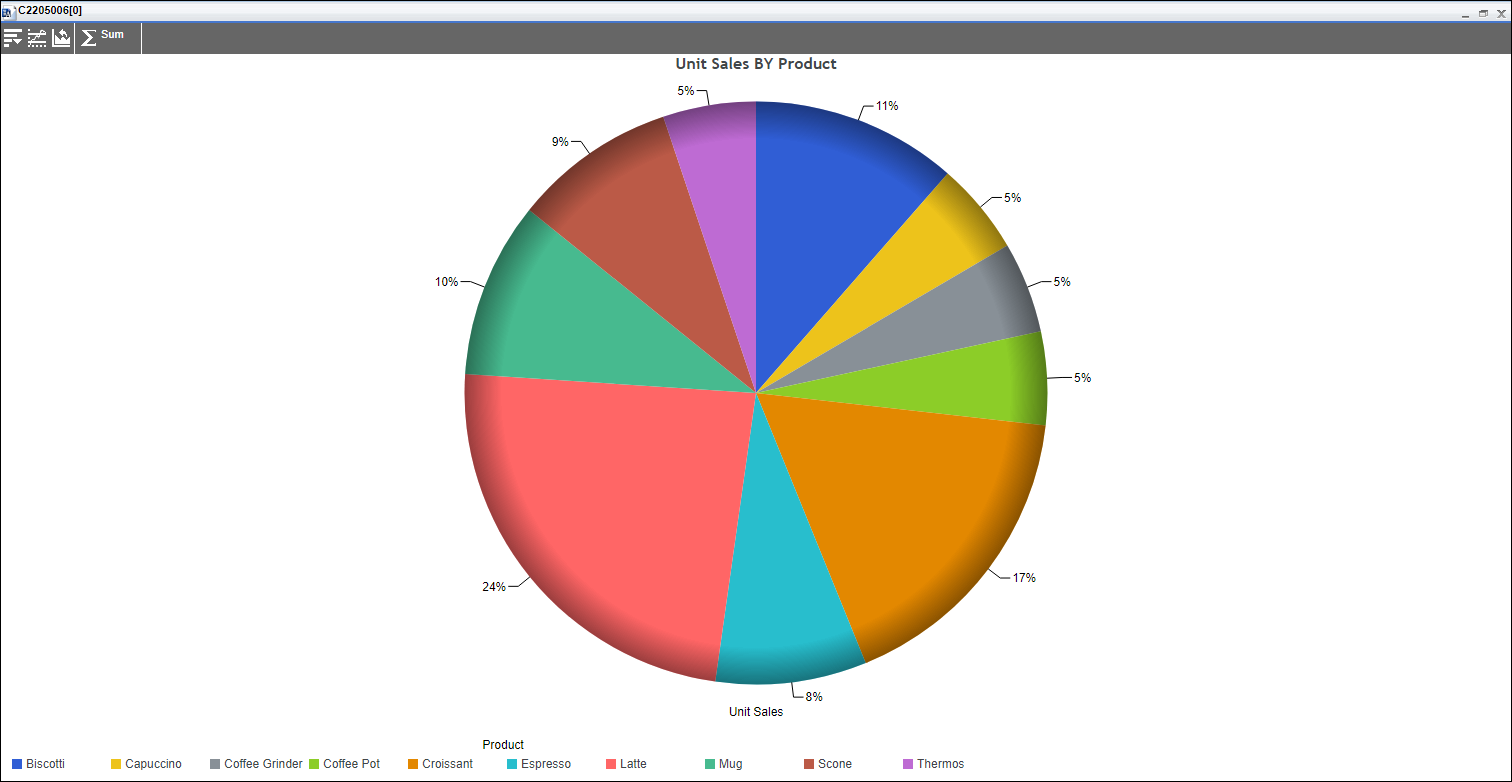 C2205006[0]
Sum
Unit Sales BY Product
5%
11%
9%
5%
10%
5%
5%
24%
17%
8%
Unit Sales
Product
Biscotti Capuccino Coffee Grinder Coffee Pot Croissant Espresso Latte Mug Scone Thermos